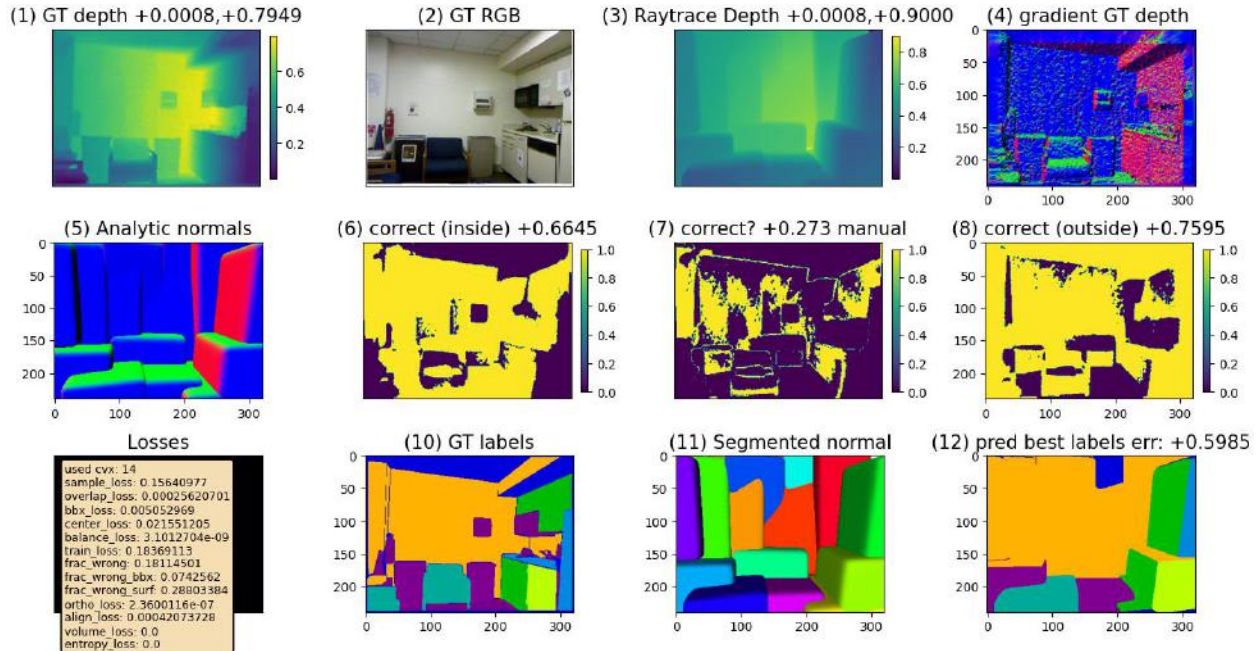 (1) GT depth +0.0008,+0.7949
(2) GT RGB
(3) Raytrace Depth +0.0008,+0.9000
(4) gradient GT depth
0.6
0.4
0.2
0.8
0.6
0.4
0.2
0
50
100
150
200
0 100 200 300
(5) Analytic normals
(6) correct (inside) +0.6645
(7) correct? +0.273 manual
(8) correct (outside) +0.7595
0
50
100
150
200
0 100 200 300
1.0
0.8
0.6
0.4
0.2
0.0
1.0
0.8
0.6
0.4
0.2
0.0
0
50
100
150
200
0 100 200 300
1.0
0.8
0.6
0.4
0.2
0.0
Losses
(10) GT labels
(11) Segmented normal
(12) pred best labels err: +0.5985
used cvx: 14
sample_loss: 0.15640977
overlap_loss: 0.00025620701
bbx_loss: 0.005052969
center_loss: 0.021551205
balance_loss: 3.1012704e-09
train_loss: 0.18369113
frac_wrong: 0.18114501
frac_wrong_bbx: 0.0742562
frac_wrong_surf: 0.28803384
ortho_loss: 2.3600116e-07
align_loss: 0.00042073728
volume_loss: 0.0
entropy_loss: 0.0
0
50
100
150
200
0 100 200 300
0
50
100
150
200
0 100 200 300
0
50
100
150
200
0 100 200 300